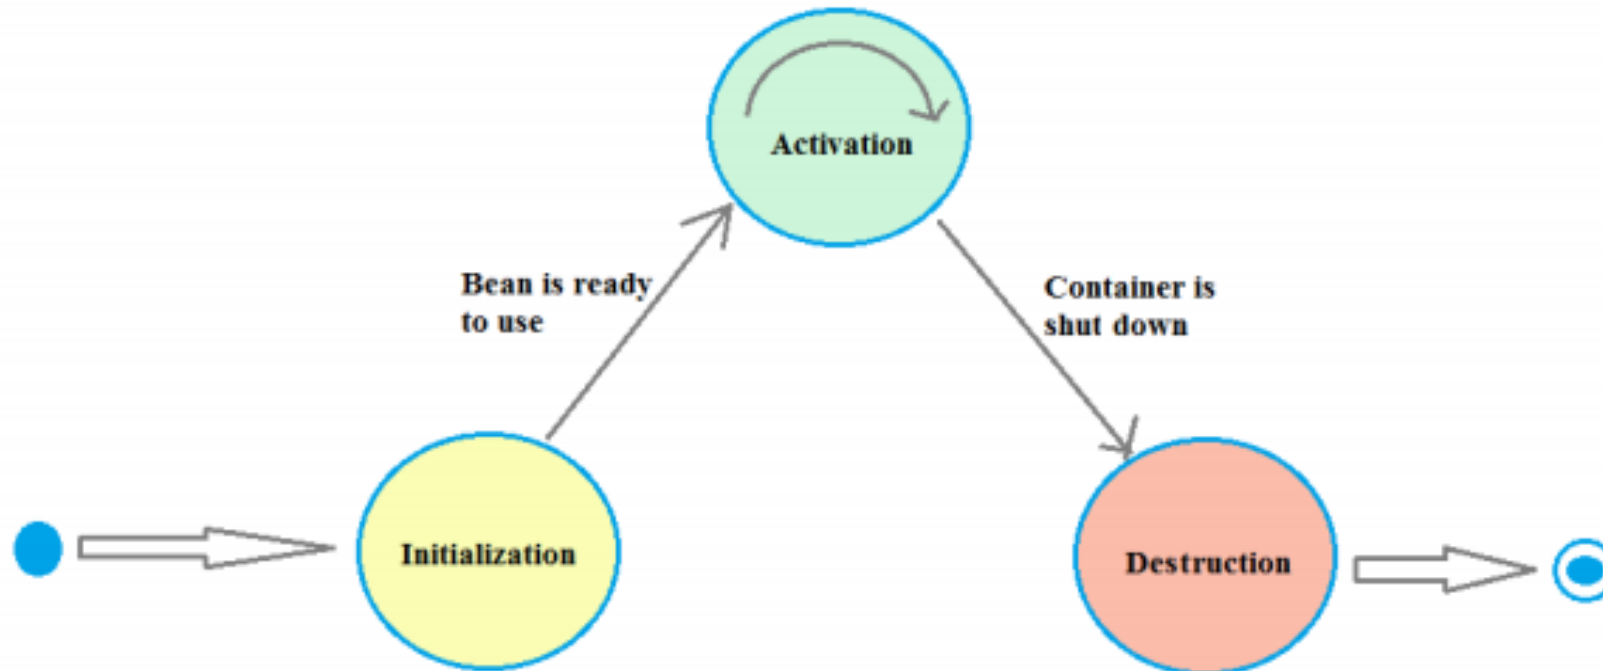 Activation
Bean is ready
to use
Container is
shut down
Initialization
Destruction